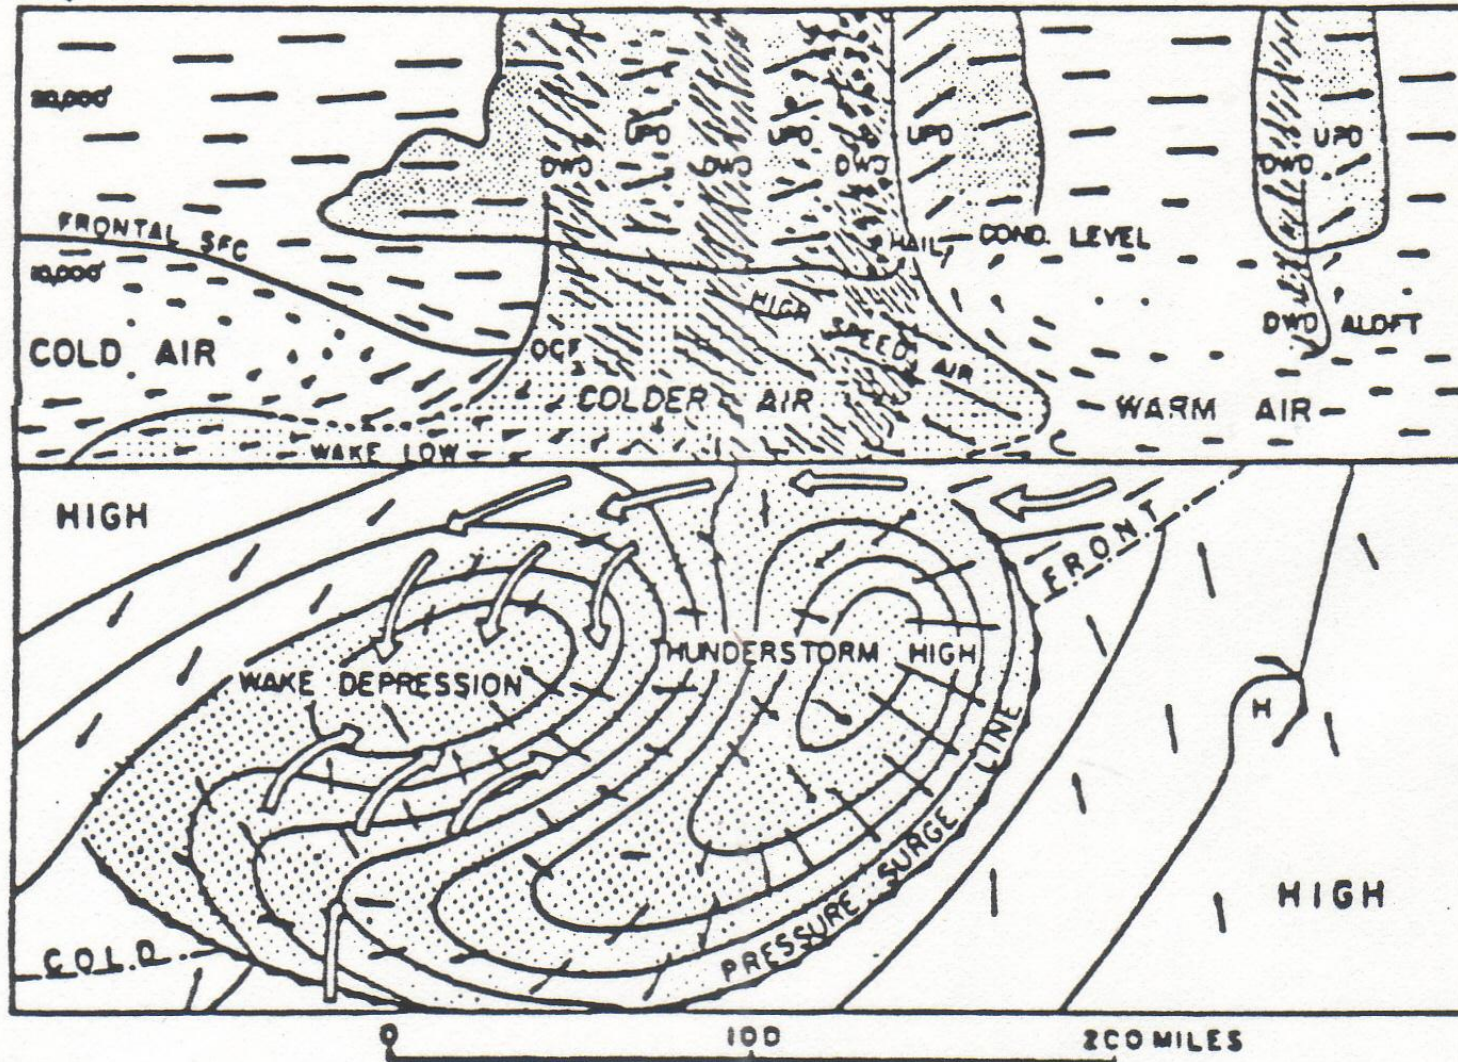 20,000'
UPD UPD UPD UPD
DWD DWD DWD DWD
FRONTAL SFC
HAIL COND. LEVEL
10,000'
HIGH SPEED AIR
DWD ALOFT
COLD AIR
OCF
COLDER AIR
WARM AIR
WAKE LOW
C
HIGH
FRONT
THUNDERSTORM HIGH
WAKE DEPRESSION
H
PRESSURE SURGE LINE
HIGH
COLD
0 100 200 MILES